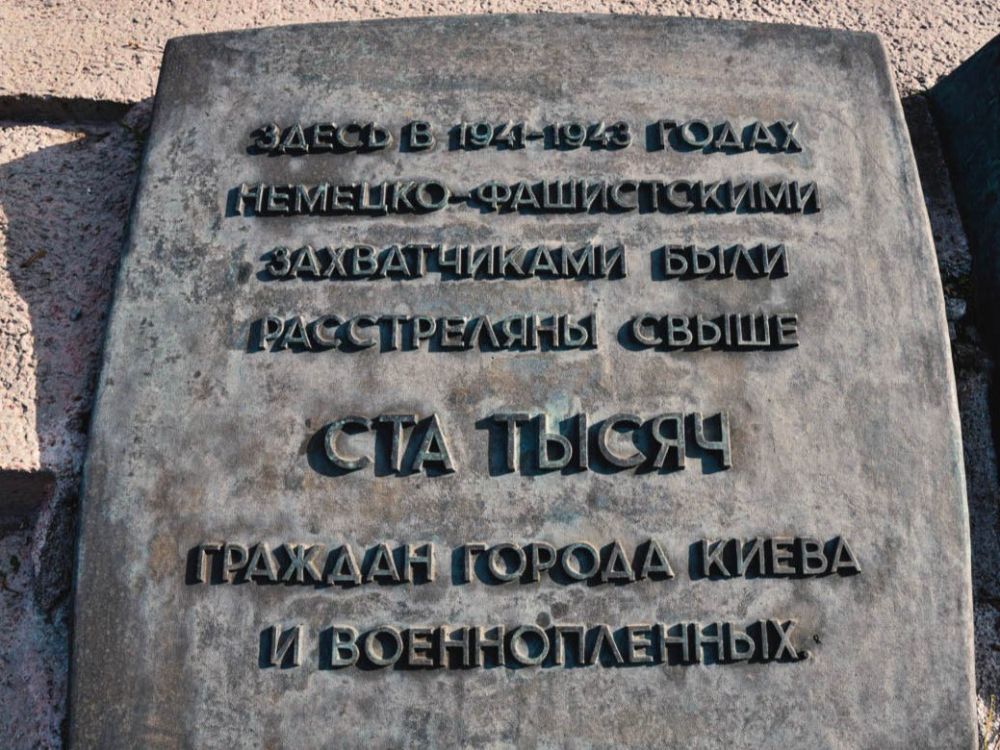 ЗДЕСЬ В 1941-1943 ГОДАХ
НЕМЕЦКО-ФАШИСТСКИМИ
ЗАХВАТЧИКАМИ БЫЛИ
РАССТРЕЛЯНЫ СВЫШЕ
СТА ТЫСЯЧ
ГРАЖДАН ГОРОДА КИЕВА
И ВОЕННОПЛЕННЫХ.